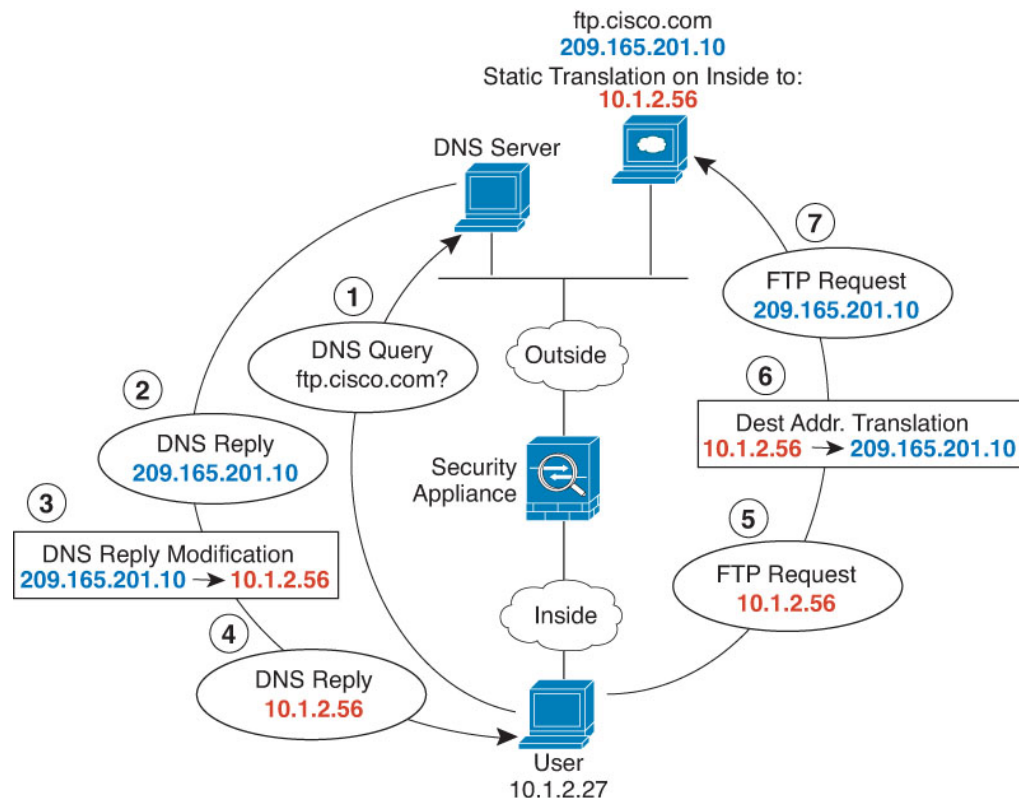 ftp.cisco.com
209.165.201.10
Static Translation on Inside to:
10.1.2.56
DNS Server
7
FTP Request
209.165.201.10
1
DNS Query
ftp.cisco.com?
Outside
6
Dest Addr. Translation
10.1.2.56 → 209.165.201.10
2
DNS Reply
209.165.201.10
Security
Appliance
3
DNS Reply Modification
209.165.201.10 → 10.1.2.56
5
FTP Request
10.1.2.56
Inside
4
DNS Reply
10.1.2.56
User
10.1.2.27